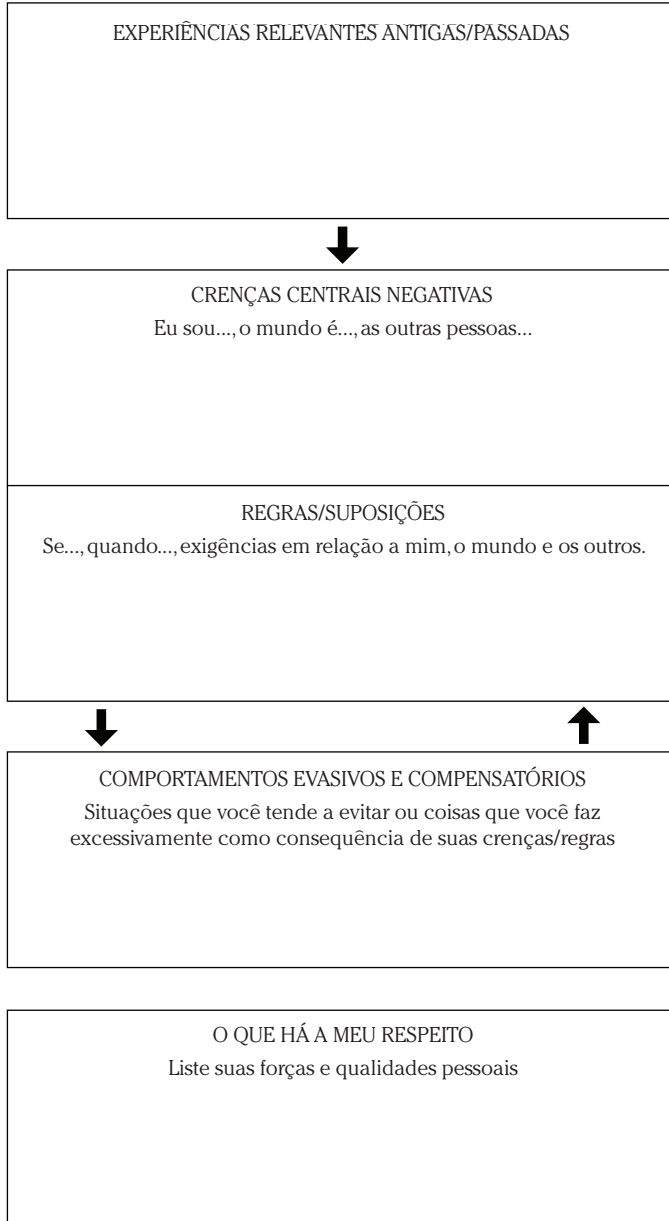 EXPERIÊNCIAS RELEVANTES ANTIGAS/PASSADAS
CRENÇAS CENTRAIS NEGATIVAS
Eu sou..., o mundo é..., as outras pessoas...
REGRAS/SUPOSIÇÕES
Se..., quando..., exigências em relação a mim, o mundo e os outros.
COMPORTAMENTOS EVASIVOS E COMPENSATÓRIOS
Situações que você tende a evitar ou coisas que você faz
excessivamente como consequência de suas crenças/regras
O QUE HÁ A MEU RESPEITO
Liste suas forças e qualidades pessoais